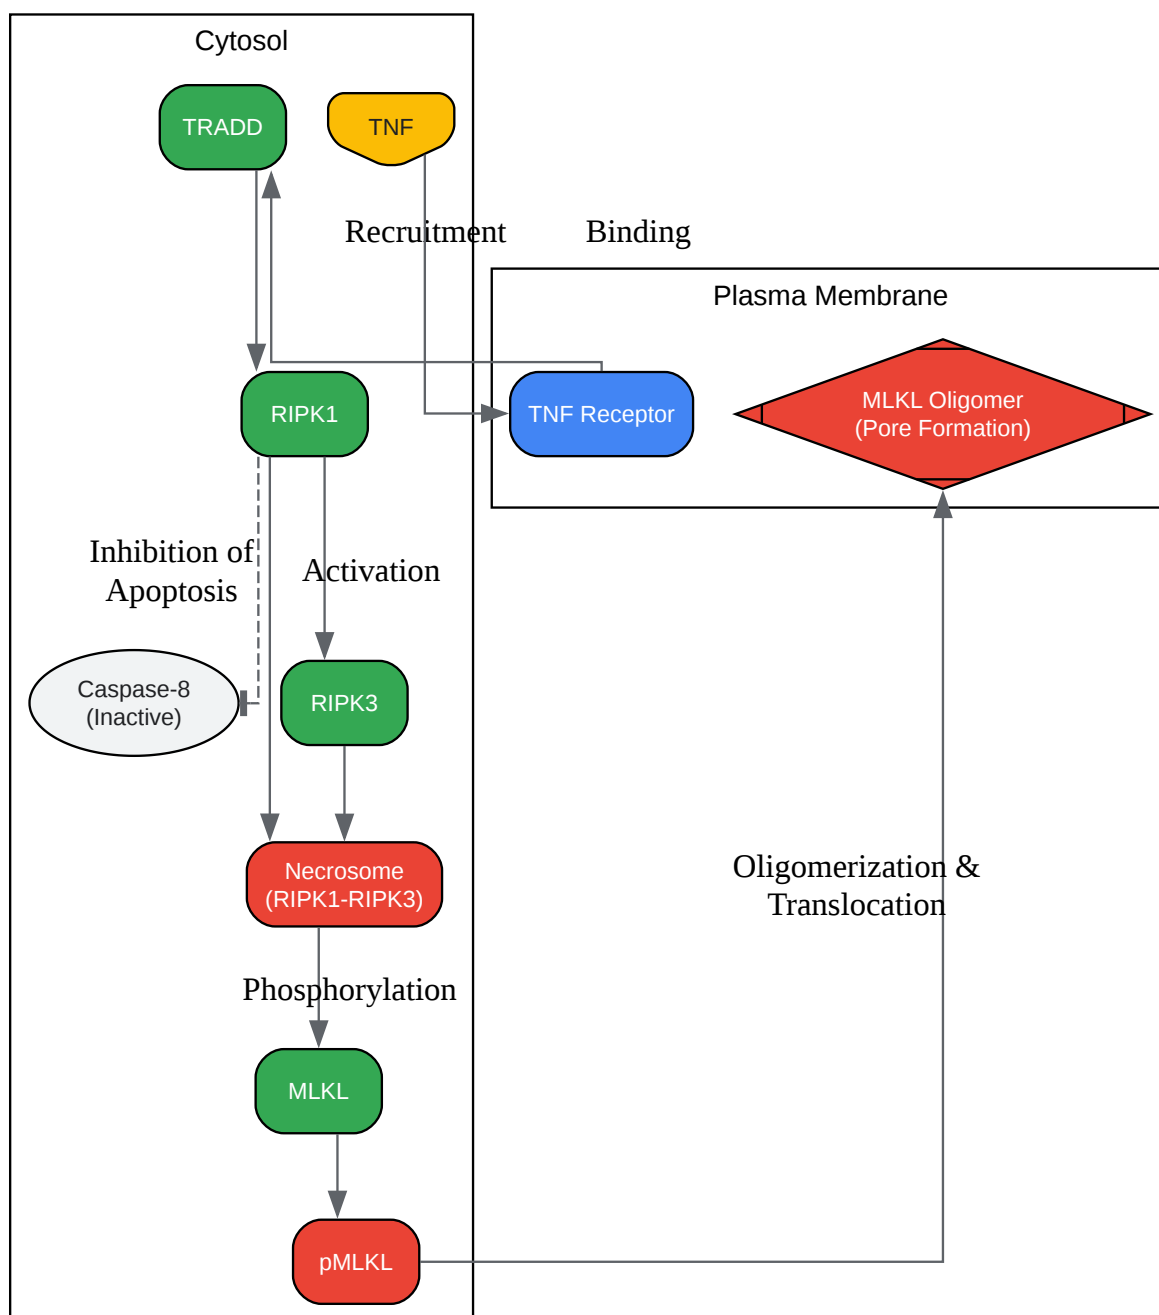 Cytosol
TRADD
TNF
Recruitment
Binding
Plasma Membrane
RIPK1
TNF Receptor
MLKL Oligomer
(Pore Formation)
Inhibition of
Apoptosis
Activation
Caspase-8
(Inactive)
RIPK3
Necrosome
(RIPK1-RIPK3)
Oligomerization &
Translocation
Phosphorylation
MLKL
pMLKL